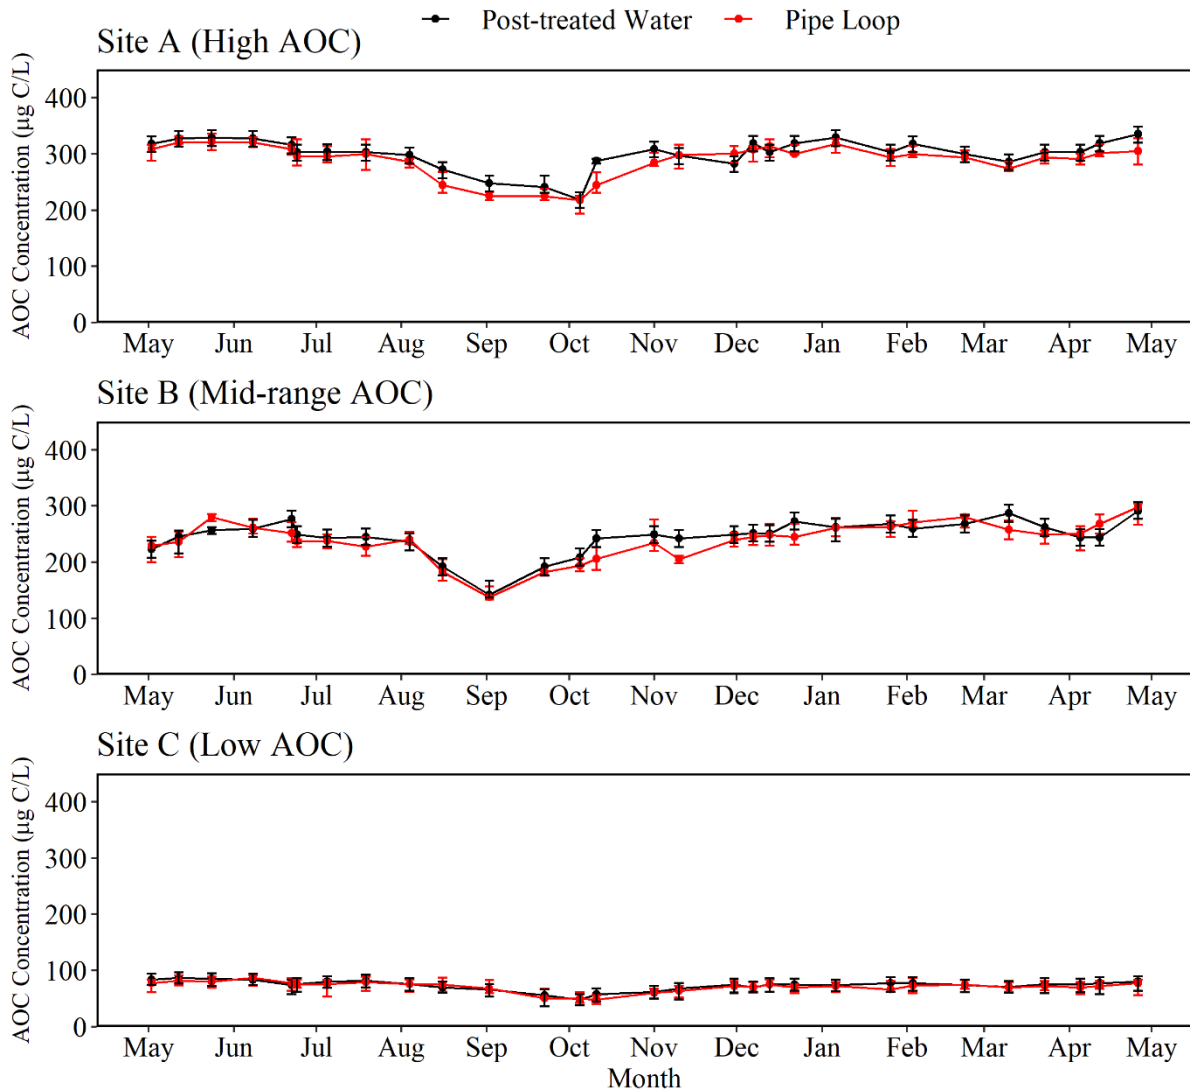 Post-treated Water Pipe Loop
Site A (High AOC)
AOC Concentration (µg C/L)
400
300
200
100
0
May Jun Jul Aug Sep Oct Nov Dec Jan Feb Mar Apr May
Site B (Mid-range AOC)
AOC Concentration (µg C/L)
400
300
200
100
0
May Jun Jul Aug Sep Oct Nov Dec Jan Feb Mar Apr May
Site C (Low AOC)
AOC Concentration (µg C/L)
400
300
200
100
0
May Jun Jul Aug Sep Oct Nov Dec Jan Feb Mar Apr May
Month